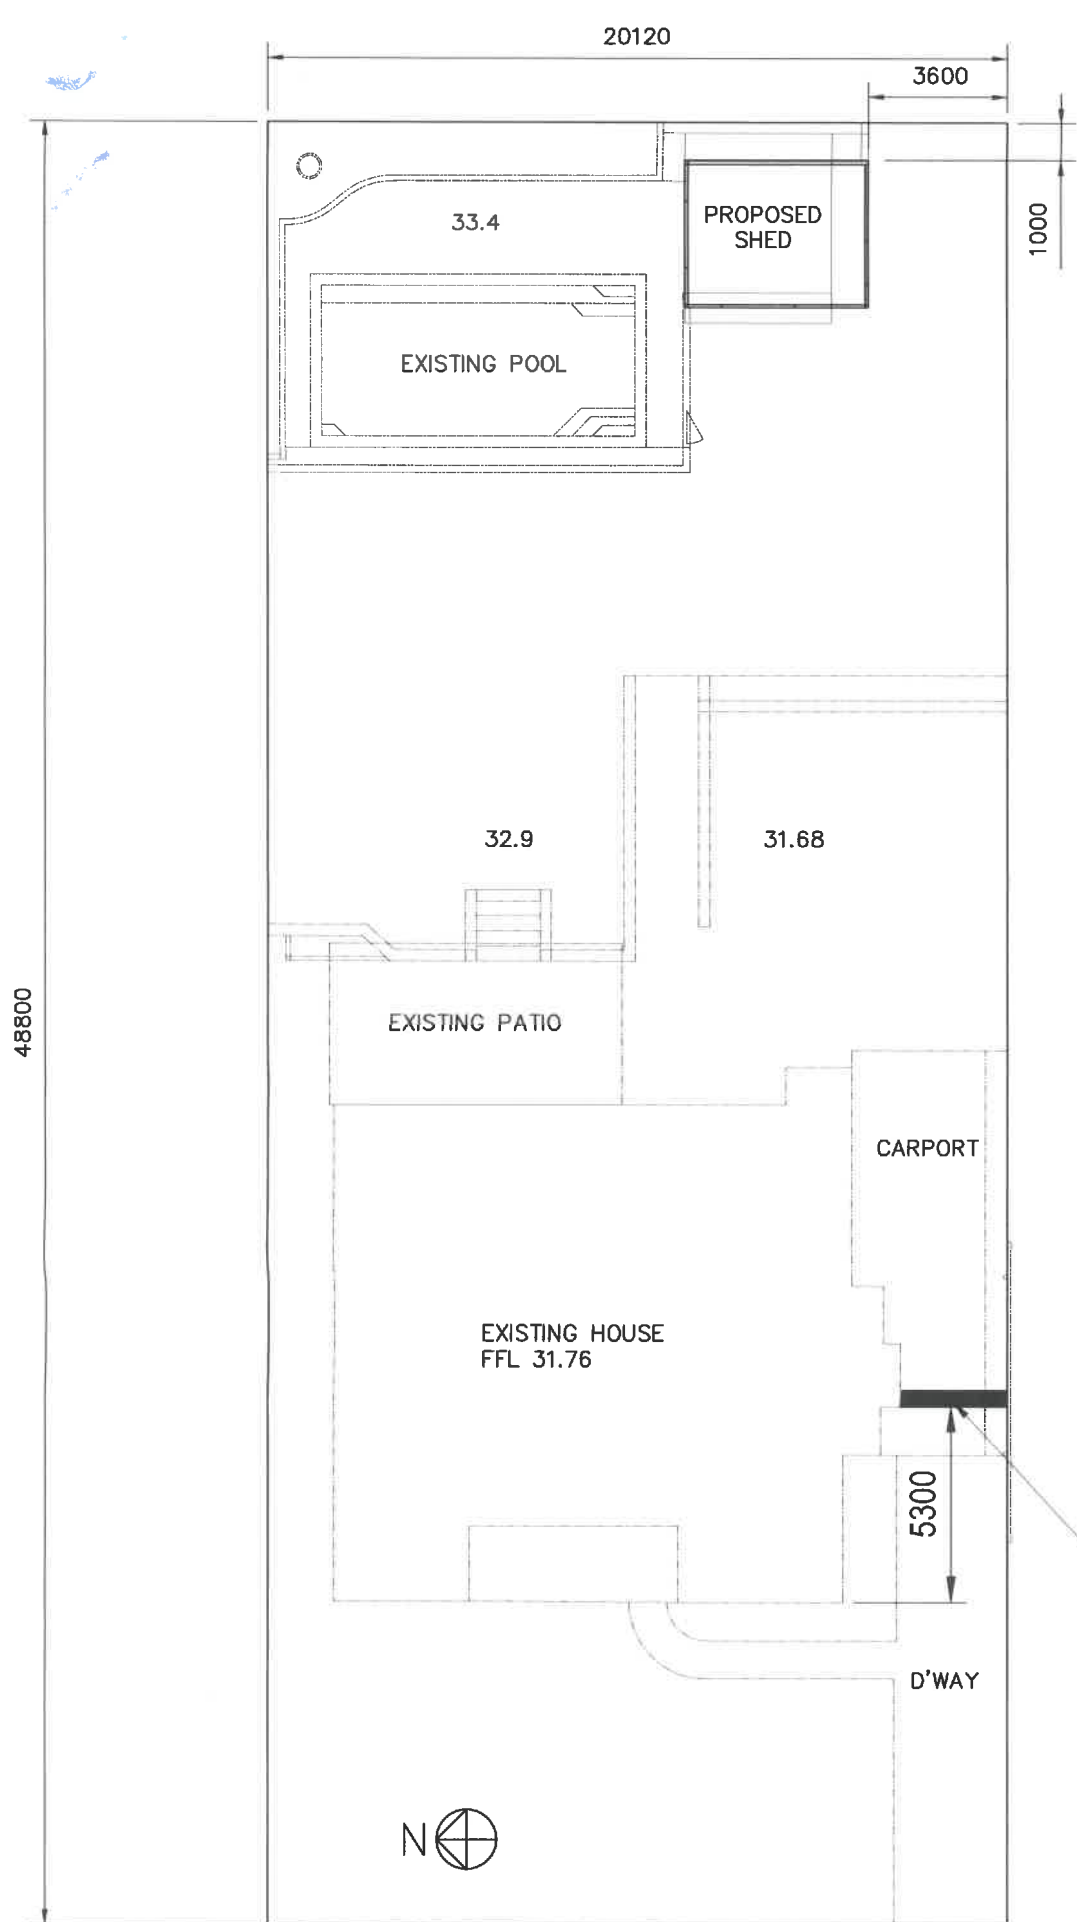 20120
3600
1000
PROPOSED
SHED
33.4
EXISTING POOL
32.9
31.68
48800
EXISTING PATIO
CARPORT
EXISTING HOUSE
FFL 31.76
5300
D'WAY
N